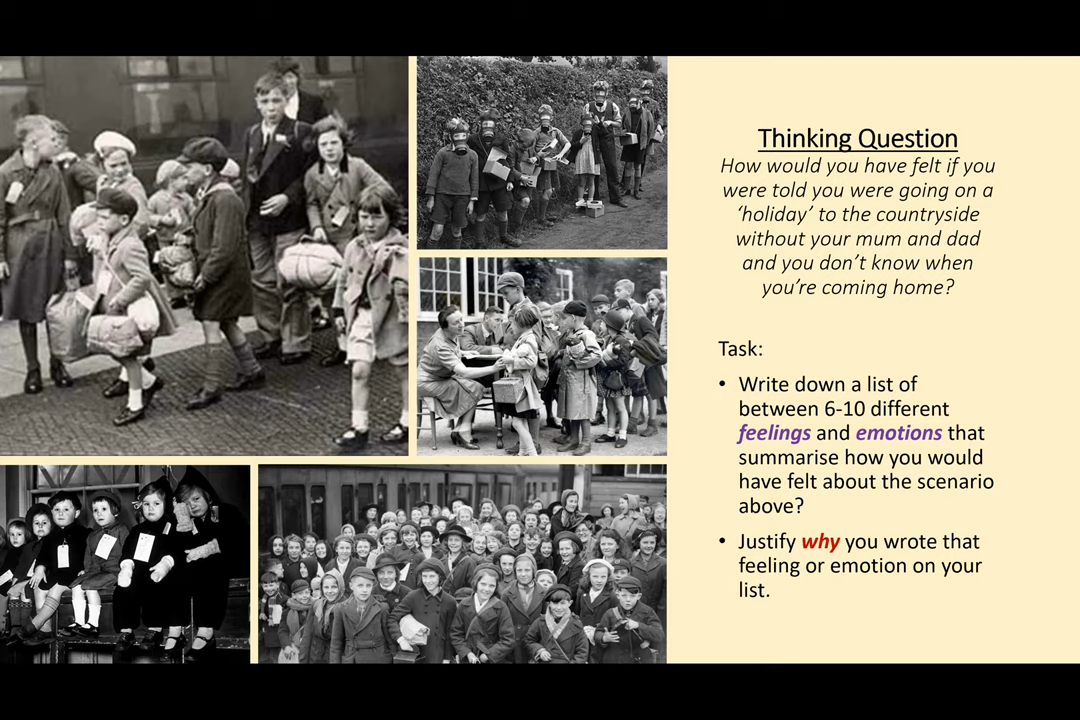 Thinking Question
How would you have felt if you
were told you were going on a
‘holiday’ to the countryside
without your mum and dad
and you don’t know when
you’re coming home?
Task:
• Write down a list of
between 6-10 different
feelings and emotions that
summarise how you would
have felt about the scenario
above?
• Justify why you wrote that
feeling or emotion on your
list.